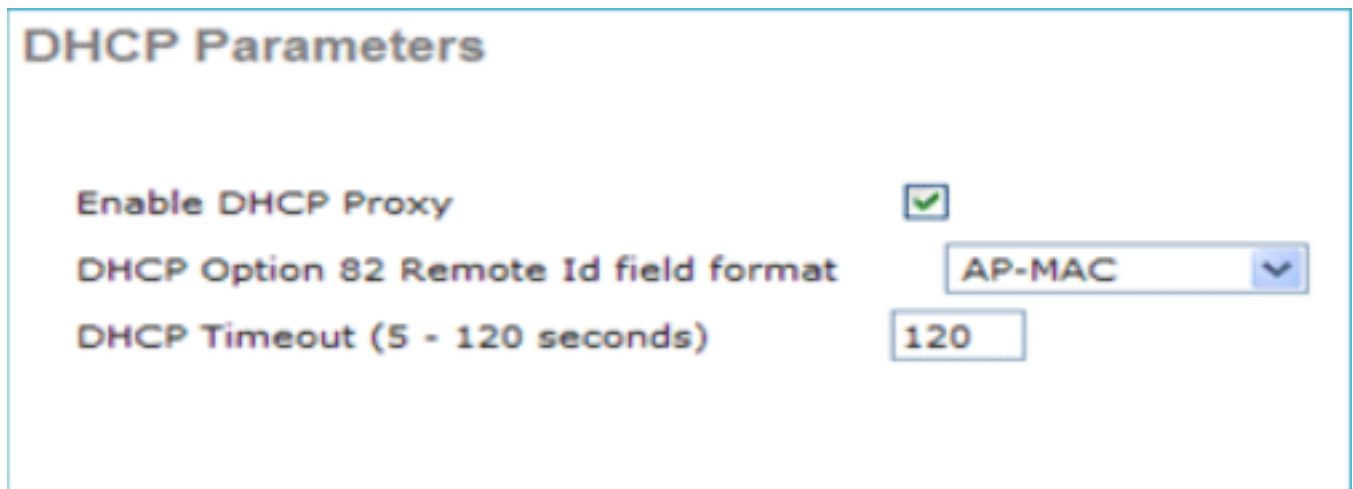 DHCP Parameters
Enable DHCP Proxy
DHCP Option 82 Remote Id field format AP-MAC
DHCP Timeout (5 - 120 seconds) 120